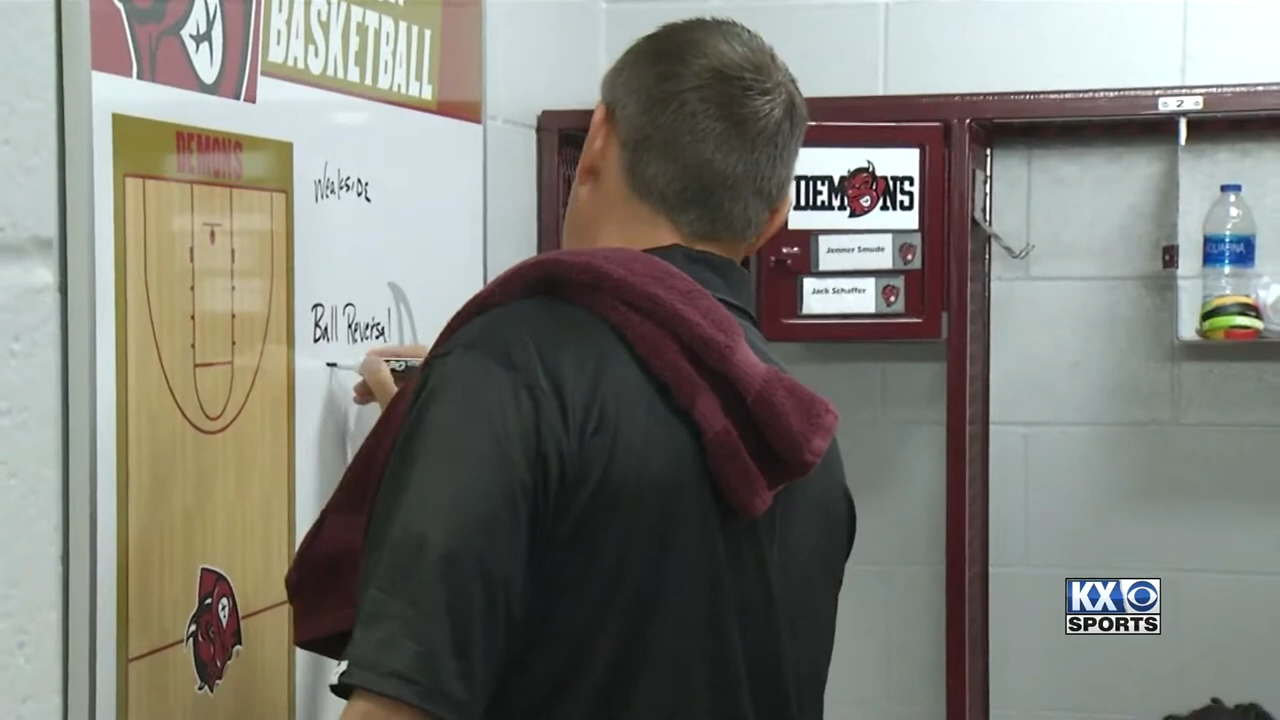 BASKETBALL
DEMONS
Weakside
Ball Reversal
2
DEMONS
Jenner Smude
Jack Schaffer
AQUAFINA
KX
SPORTS